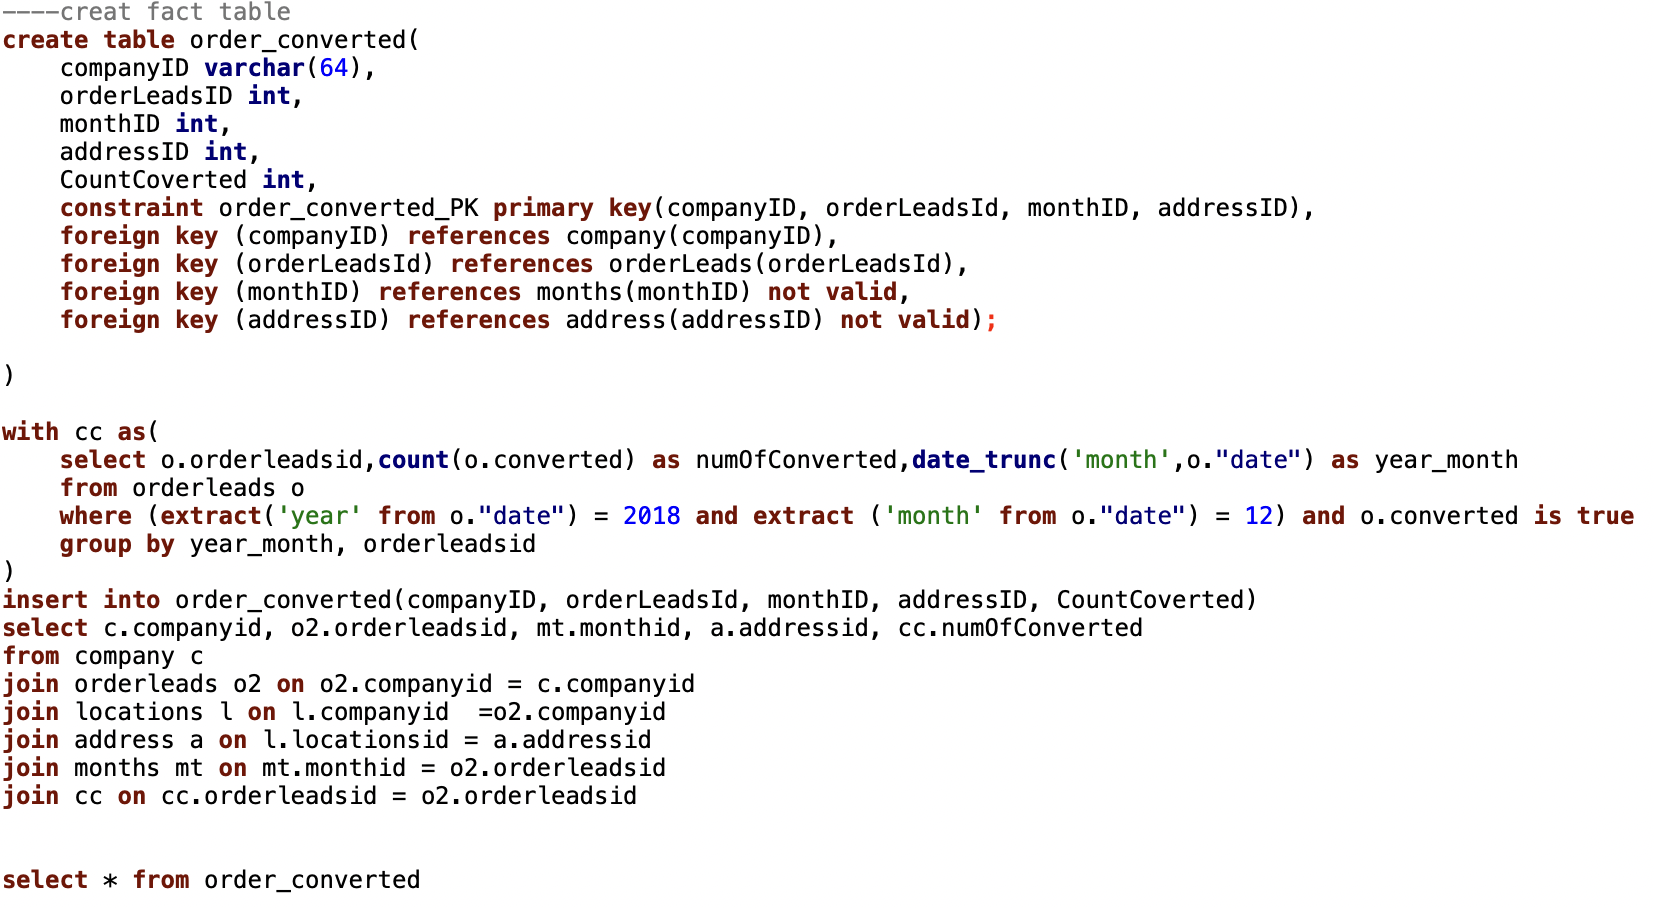 ----creat fact table
create table order_converted(
    companyID varchar(64),
    orderLeadsID int,
    monthID int,
    addressID int,
    CountCoverted int,
    constraint order_converted_PK primary key(companyID, orderLeadsId, monthID, addressID),
    foreign key (companyID) references company(companyID),
    foreign key (orderLeadsId) references orderLeads(orderLeadsId),
    foreign key (monthID) references months(monthID) not valid,
    foreign key (addressID) references address(addressID) not valid);
)
with cc as(
    select o.orderleadsid,count(o.converted) as numOfConverted,date_trunc('month',o."date") as year_month
    from orderleads o
    where (extract('year' from o."date") = 2018 and extract ('month' from o."date") = 12) and o.converted is true
    group by year_month, orderleadsid
)
insert into order_converted(companyID, orderLeadsId, monthID, addressID, CountCoverted)
select c.companyid, o2.orderleadsid, mt.monthid, a.addressid, cc.numOfConverted
from company c
join orderleads o2 on o2.companyid = c.companyid
join locations l on l.companyid  =o2.companyid
join address a on l.locationsid = a.addressid
join months mt on mt.monthid = o2.orderleadsid
join cc on cc.orderleadsid = o2.orderleadsid
select * from order_converted